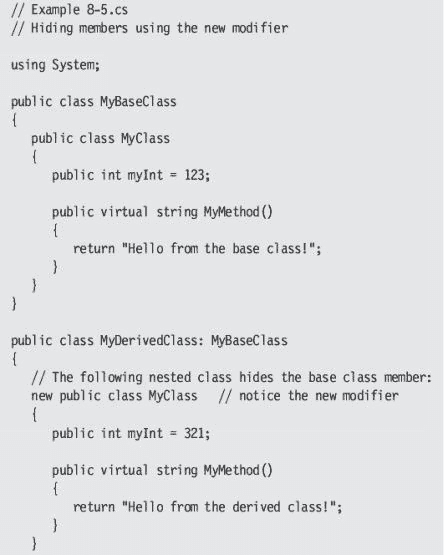 // Example 8-5.cs
// Hiding members using the new modifier
using System;
public class MyBaseClass
{
public class MyClass
{
public int myInt = 123;
public virtual string MyMethod()
{
return "Hello from the base class!";
}
}
}
public class MyDerivedClass: MyBaseClass
{
// The following nested class hides the base class member:
new public class MyClass // notice the new modifier
{
public int myInt = 321;
public virtual string MyMethod()
{
return "Hello from the derived class!";
}
}